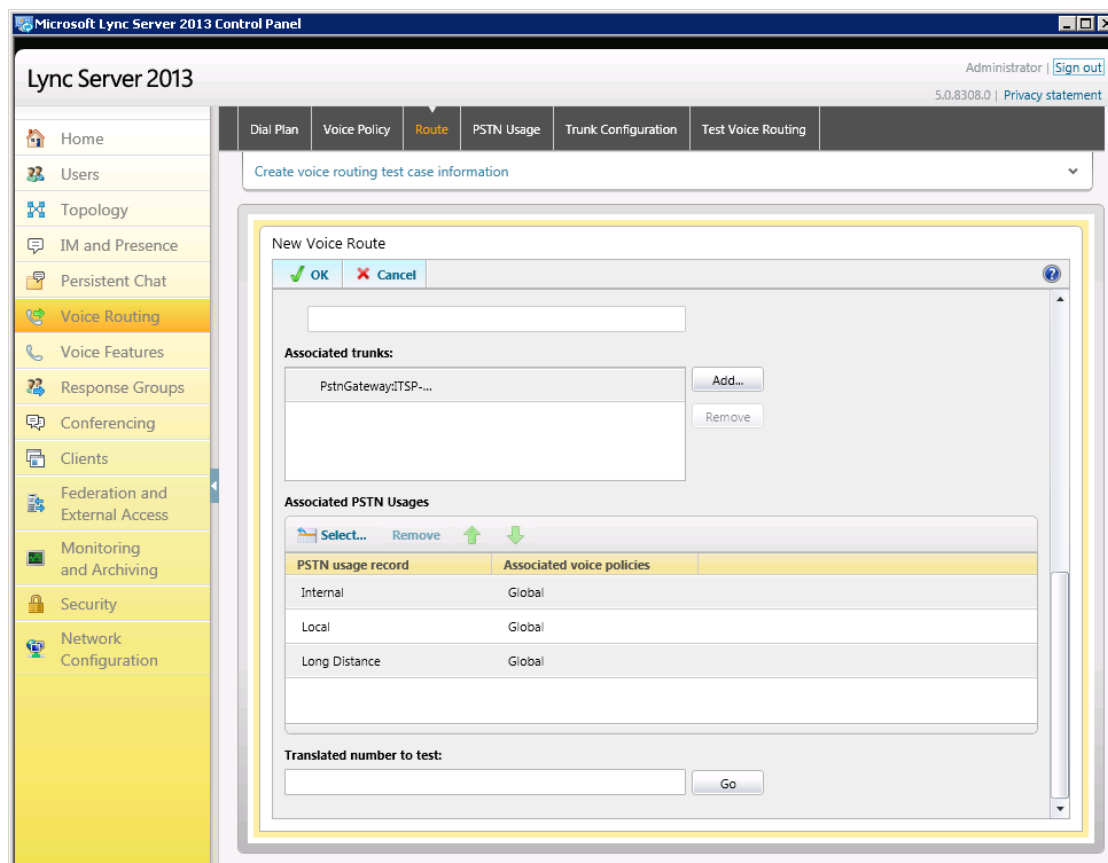 Microsoft Lync Server 2013 Control Panel
Lync Server 2013
Administrator | Sign out
5.0.8308.0 | Privacy statement
Home
Users
Topology
IM and Presence
Persistent Chat
Voice Routing
Voice Features
Response Groups
Conferencing
Clients
Federation and
External Access
Monitoring
and Archiving
Security
Network
Configuration
Dial Plan Voice Policy Route PSTN Usage Trunk Configuration Test Voice Routing
Create voice routing test case information
New Voice Route
OK Cancel
Associated trunks:
PstnGateway:ITSP-...
Add...
Remove
Associated PSTN Usages
Select... Remove
PSTN usage record Associated voice policies
Internal Global
Local Global
Long Distance Global
Translated number to test:
Go